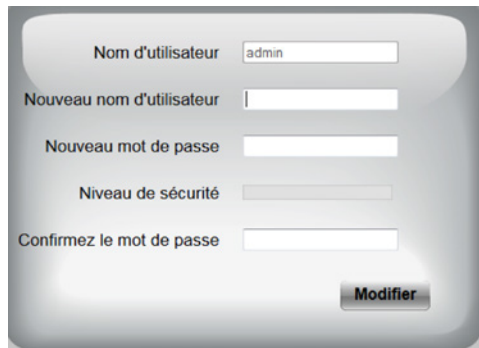 Nom d'utilisateur admin
Nouveau nom d'utilisateur
Nouveau mot de passe
Niveau de sécurité
Confirmez le mot de passe
Modifier